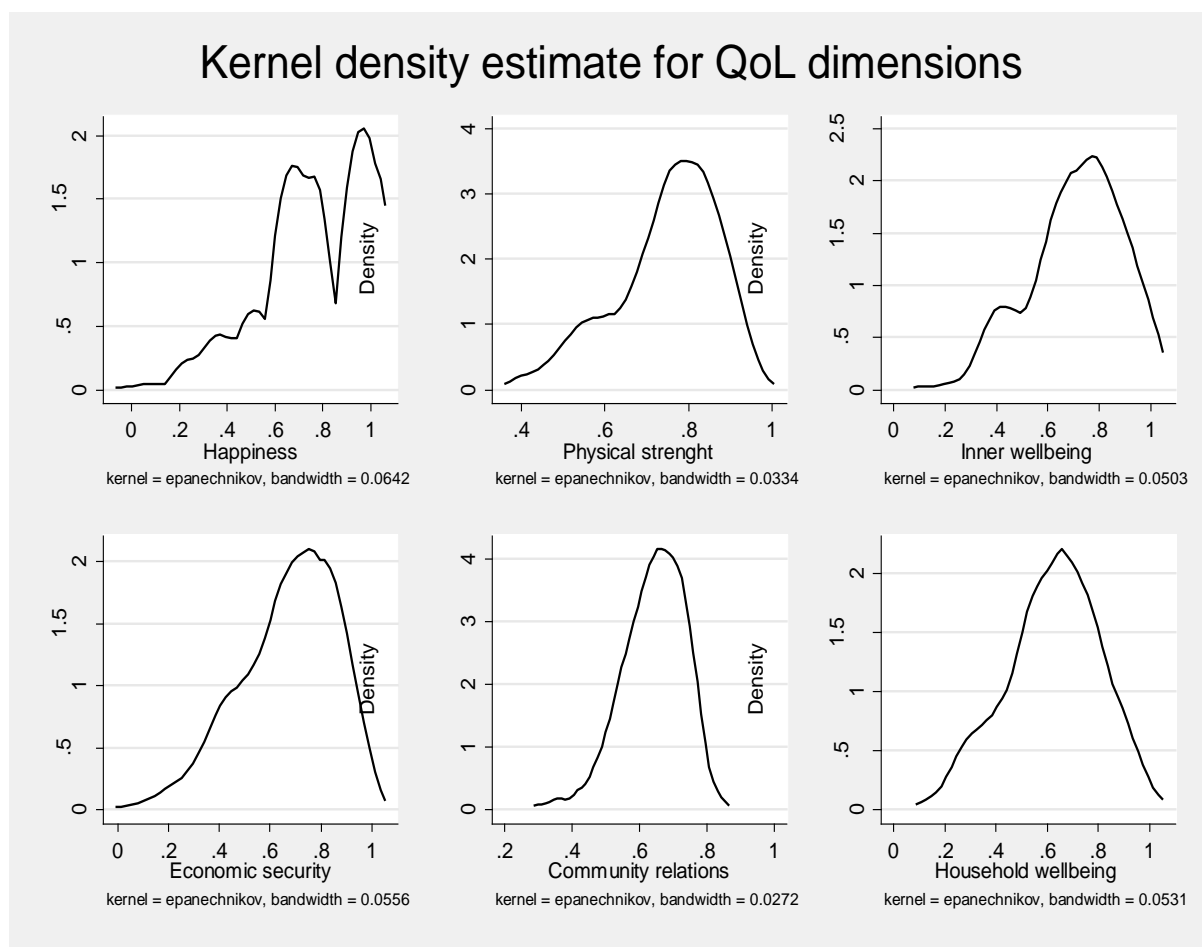 Kernel density estimate for QoL dimensions
2
1.5
1
.5
0
Density
0 .2 .4 .6 .8 1
Happiness
kernel = epanechnikov, bandwidth = 0.0642
4
3
2
1
0
Density
.4 .6 .8 1
Physical strenght
kernel = epanechnikov, bandwidth = 0.0334
2.5
2
1.5
1
.5
0
0 .2 .4 .6 .8 1
Inner wellbeing
kernel = epanechnikov, bandwidth = 0.0503
2
1.5
1
.5
0
Density
0 .2 .4 .6 .8 1
Economic security
kernel = epanechnikov, bandwidth = 0.0556
4
3
2
1
0
Density
.2 .4 .6 .8 1
Community relations
kernel = epanechnikov, bandwidth = 0.0272
2
1.5
1
.5
0
0 .2 .4 .6 .8 1
Household wellbeing
kernel = epanechnikov, bandwidth = 0.0531